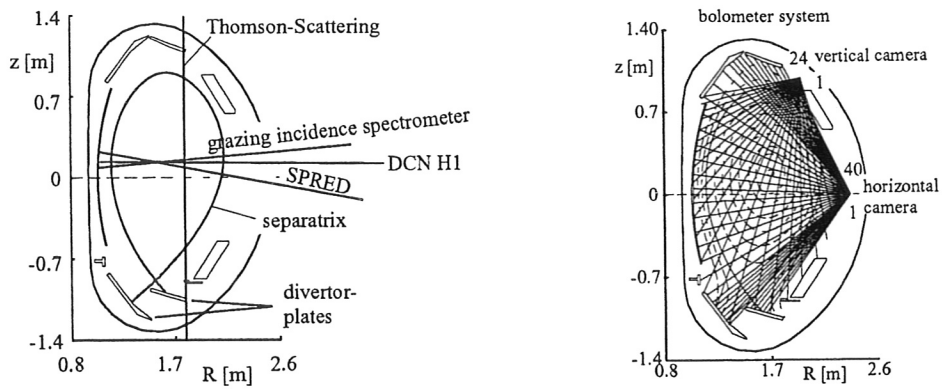 1.4
z [m]
0.7
0
-0.7
-1.4
0.8
1.7
2.6
R [m]
Thomson-Scattering
grazing incidence spectrometer
DCN H1
SPRED
separatrix
divertor-
plates
bolometer system
1.40
z [m]
0.7
0
-0.7
-1.4
0.8
1.7
2.6
R [m]
24 vertical camera
1
40
horizontal
1 camera